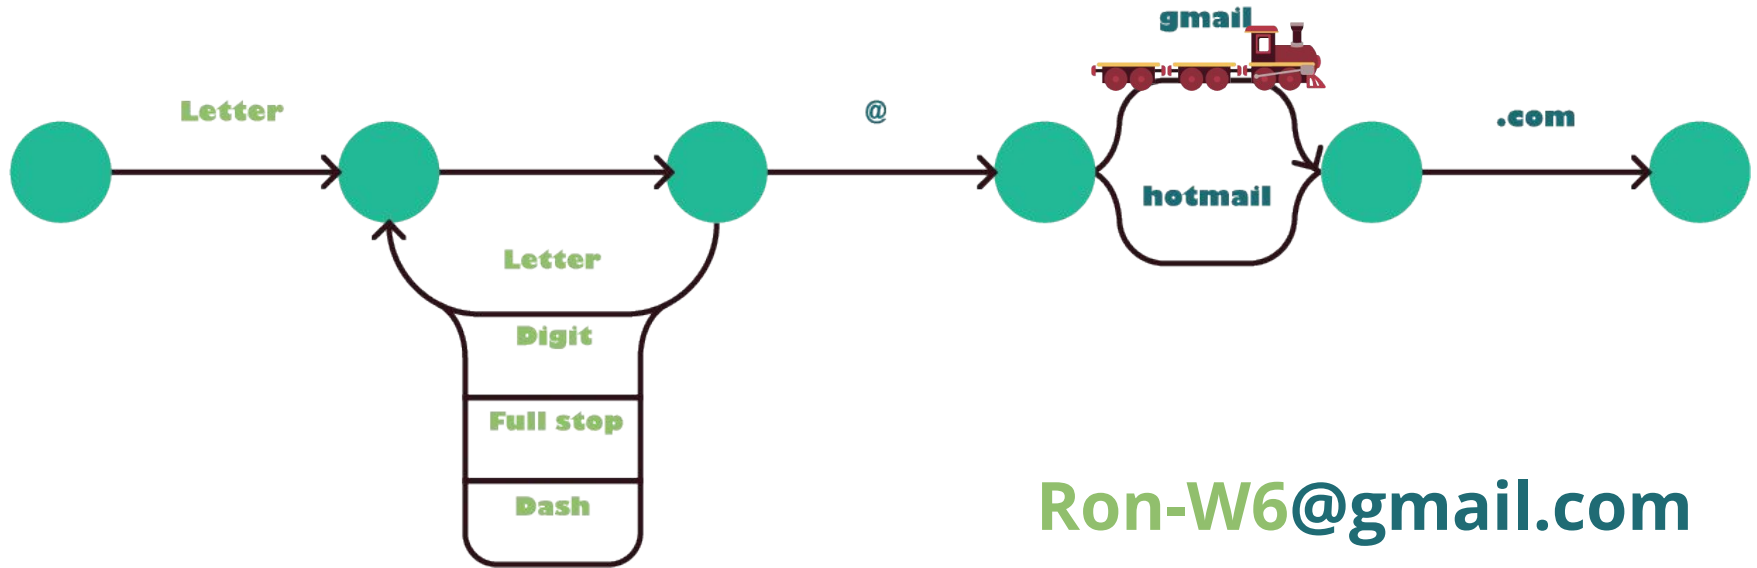 gmail
Letter
@
.com
hotmail
Letter
Digit
Full stop
Dash
Ron-W6@gmail.com